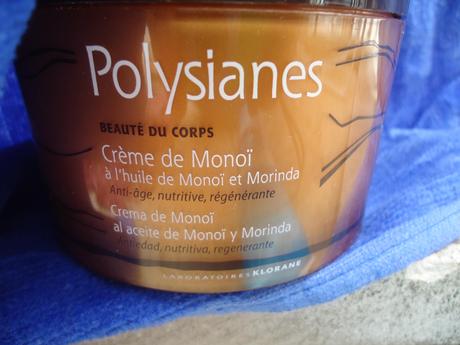 Polysianes
BEAUTÉ DU CORPS
Crème de Monoï
à l'huile de Monoï et Morinda
Anti-âge, nutritive, régénérante
Crema de Monoï
al aceite de Monoï y Morinda
Antiedad, nutritiva, regenerante
LABORATOIRES KLORANE